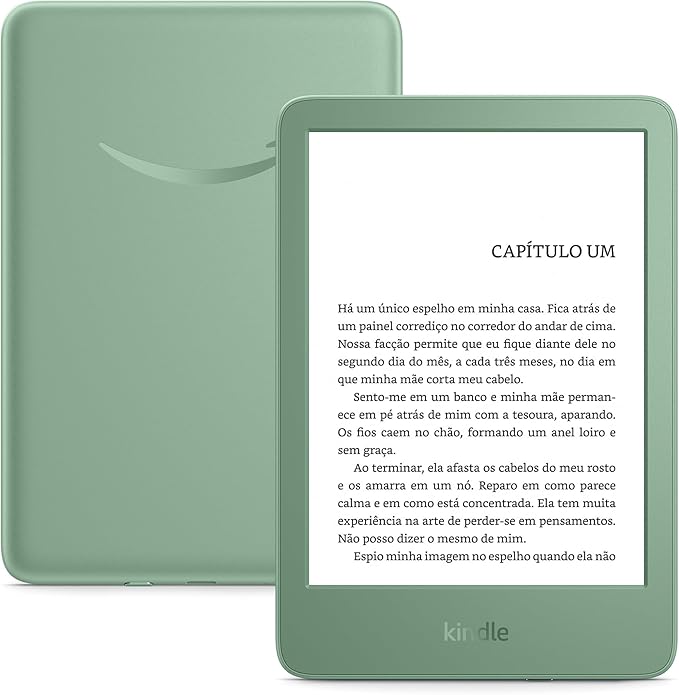 CAPÍTULO UM
Há um único espelho em minha casa. Fica atrás de
um painel corrediço no corredor do andar de cima.
Nossa facção permite que eu fique diante dele no
segundo dia do mês, a cada três meses, no dia em
que minha mãe corta meu cabelo.
Sento-me em um banco e minha mãe perman-
ece em pé atrás de mim com a tesoura, aparando.
Os fios caem no chão, formando um anel loiro e
sem graça.
Ao terminar, ela afasta os cabelos do meu rosto
e os amarra em um nó. Reparo em como parece
calma e em como está concentrada. Ela tem muita
experiência na arte de perder-se em pensamentos.
Não posso dizer o mesmo de mim.
Espio minha imagem no espelho quando ela não
kindle